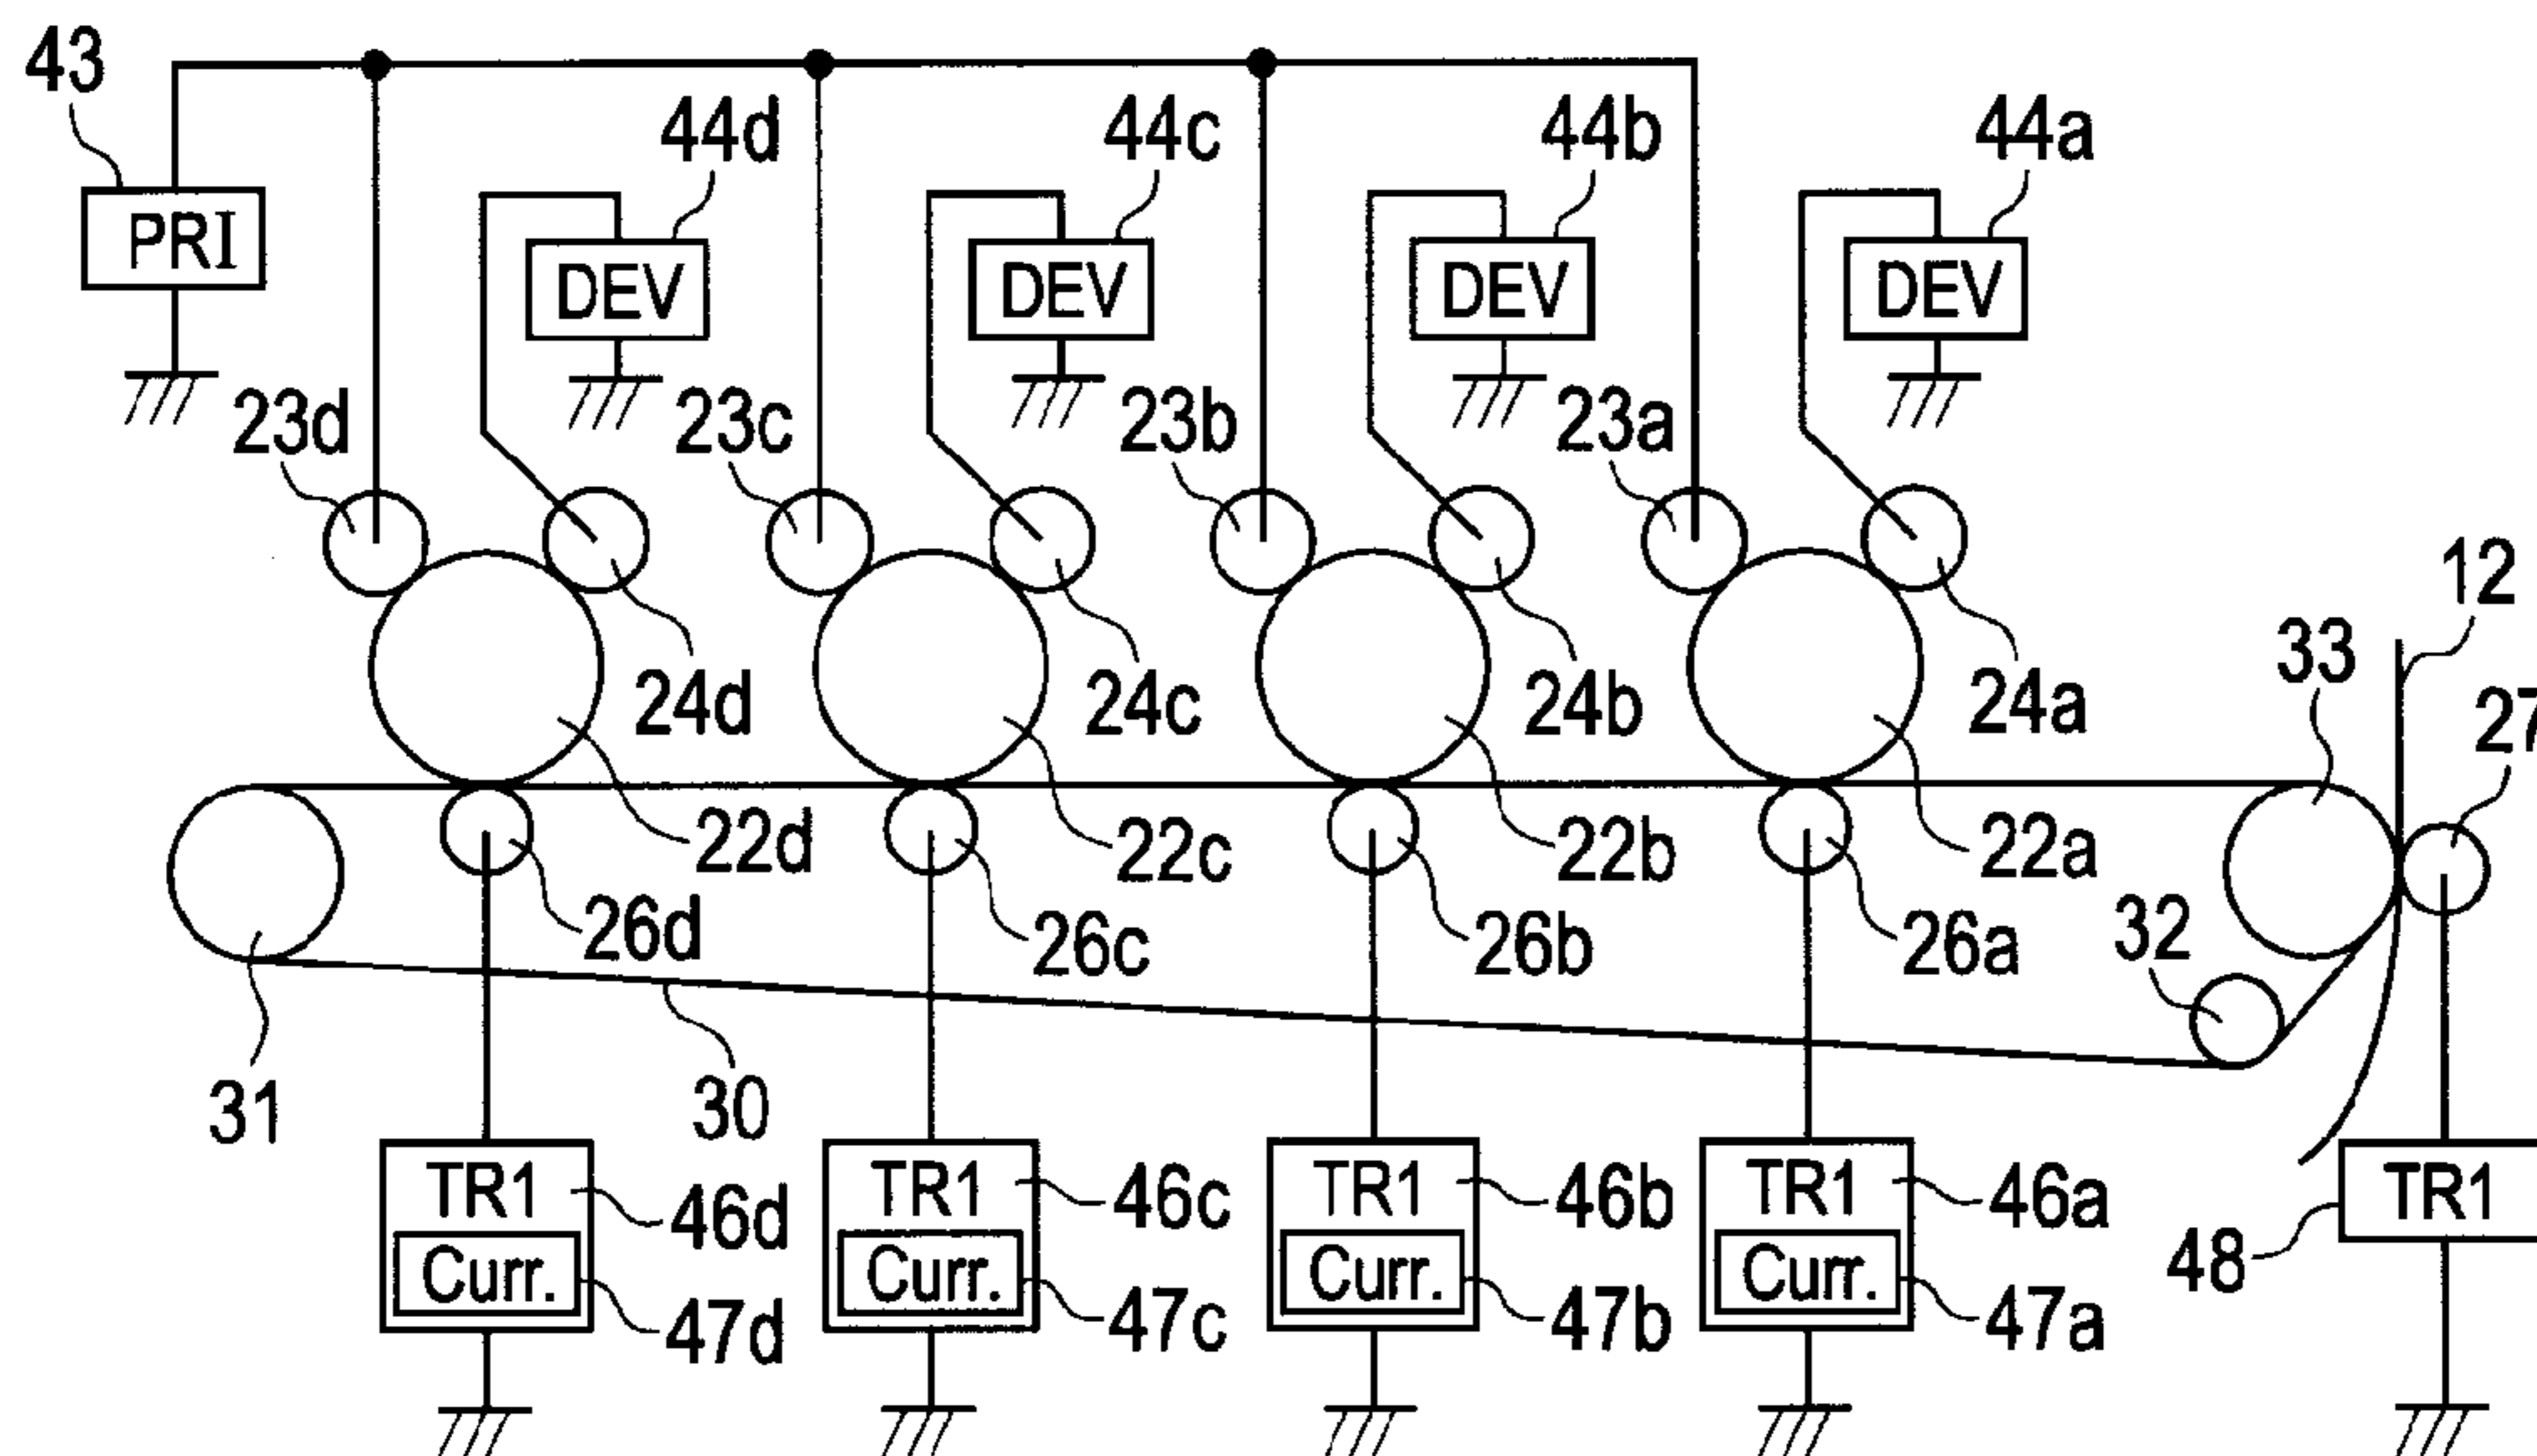 43
44d
44c
44b
44a
PRI
DEV
DEV
DEV
DEV
23d
23c
23b
23a
12
24d
24c
24b
24a
33
27
22d
22c
22b
22a
26d
26c
26b
26a
32
31
30
TR1
46d
TR1
46c
TR1
46b
TR1
46a
TR1
48
Curr.
47d
Curr.
47c
Curr.
47b
Curr.
47a